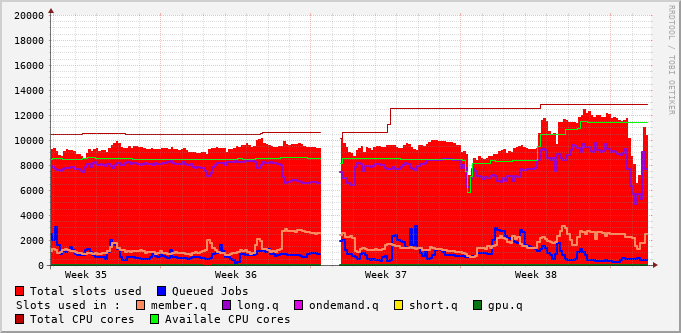 20000
18000
16000
14000
12000
10000
8000
6000
4000
2000
0
Week 35 Week 36 Week 37 Week 38
RRDTOOL / TOBI OETIKER
Total slots used Queued Jobs
Slots used in : member.q long.q ondemand.q short.q gpu.q
Total CPU cores Availale CPU cores